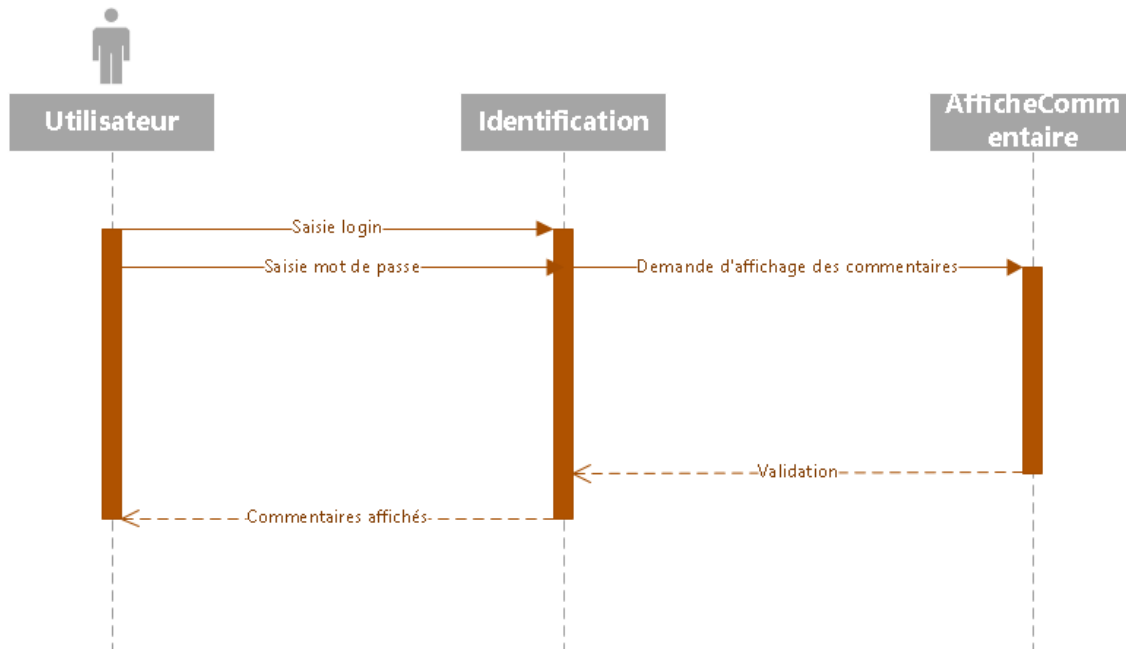 Utilisateur
Identification
AfficheComm
entaire
Saisie login
Saisie mot de passe
Demande d'affichage des commentaires
Validation
Commentaires affichés